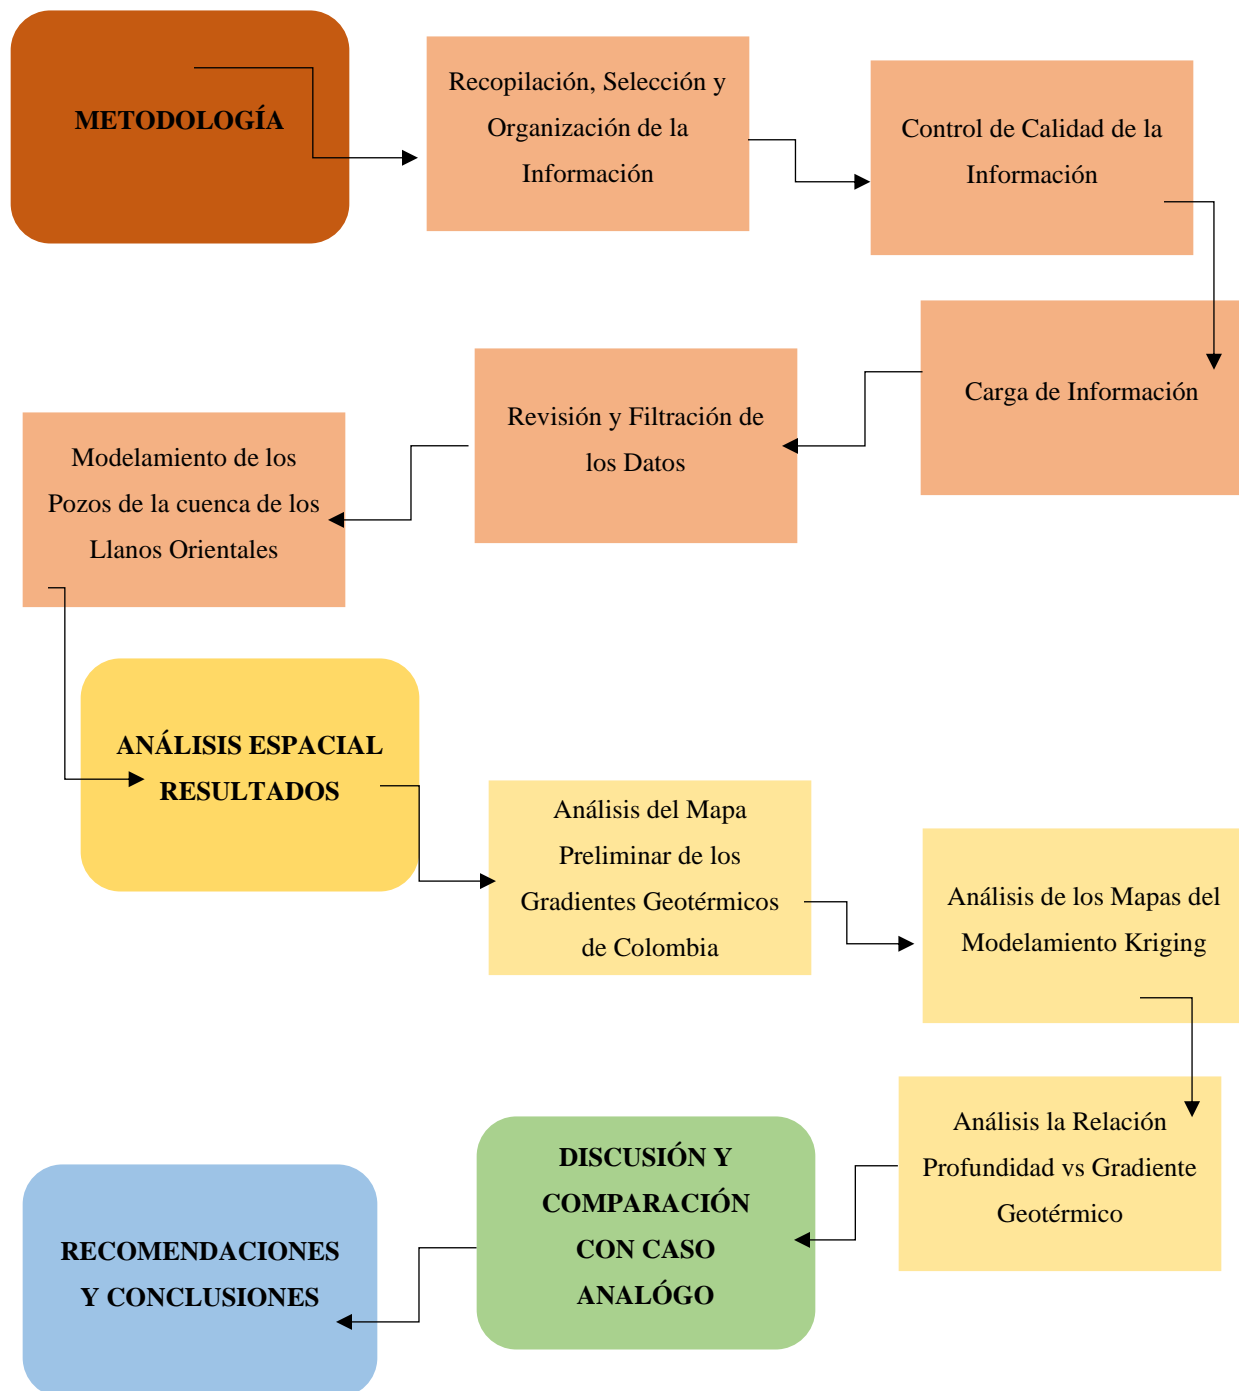 METODOLOGÍA
Recopilación, Selección y
Organización de la
Información
Control de Calidad de la
Información
Carga de Información
Revisión y Filtración de
los Datos
Modelamiento de los
Pozos de la cuenca de los
Llanos Orientales
ANÁLISIS ESPACIAL
RESULTADOS
Análisis del Mapa
Preliminar de los
Gradientes Geotérmicos
de Colombia
Análisis de los Mapas del
Modelamiento Kriging
Análisis la Relación
Profundidad vs Gradiente
Geotérmico
DISCUSIÓN Y
COMPARACIÓN
CON CASO
ANALÓGO
RECOMENDACIONES
Y CONCLUSIONES